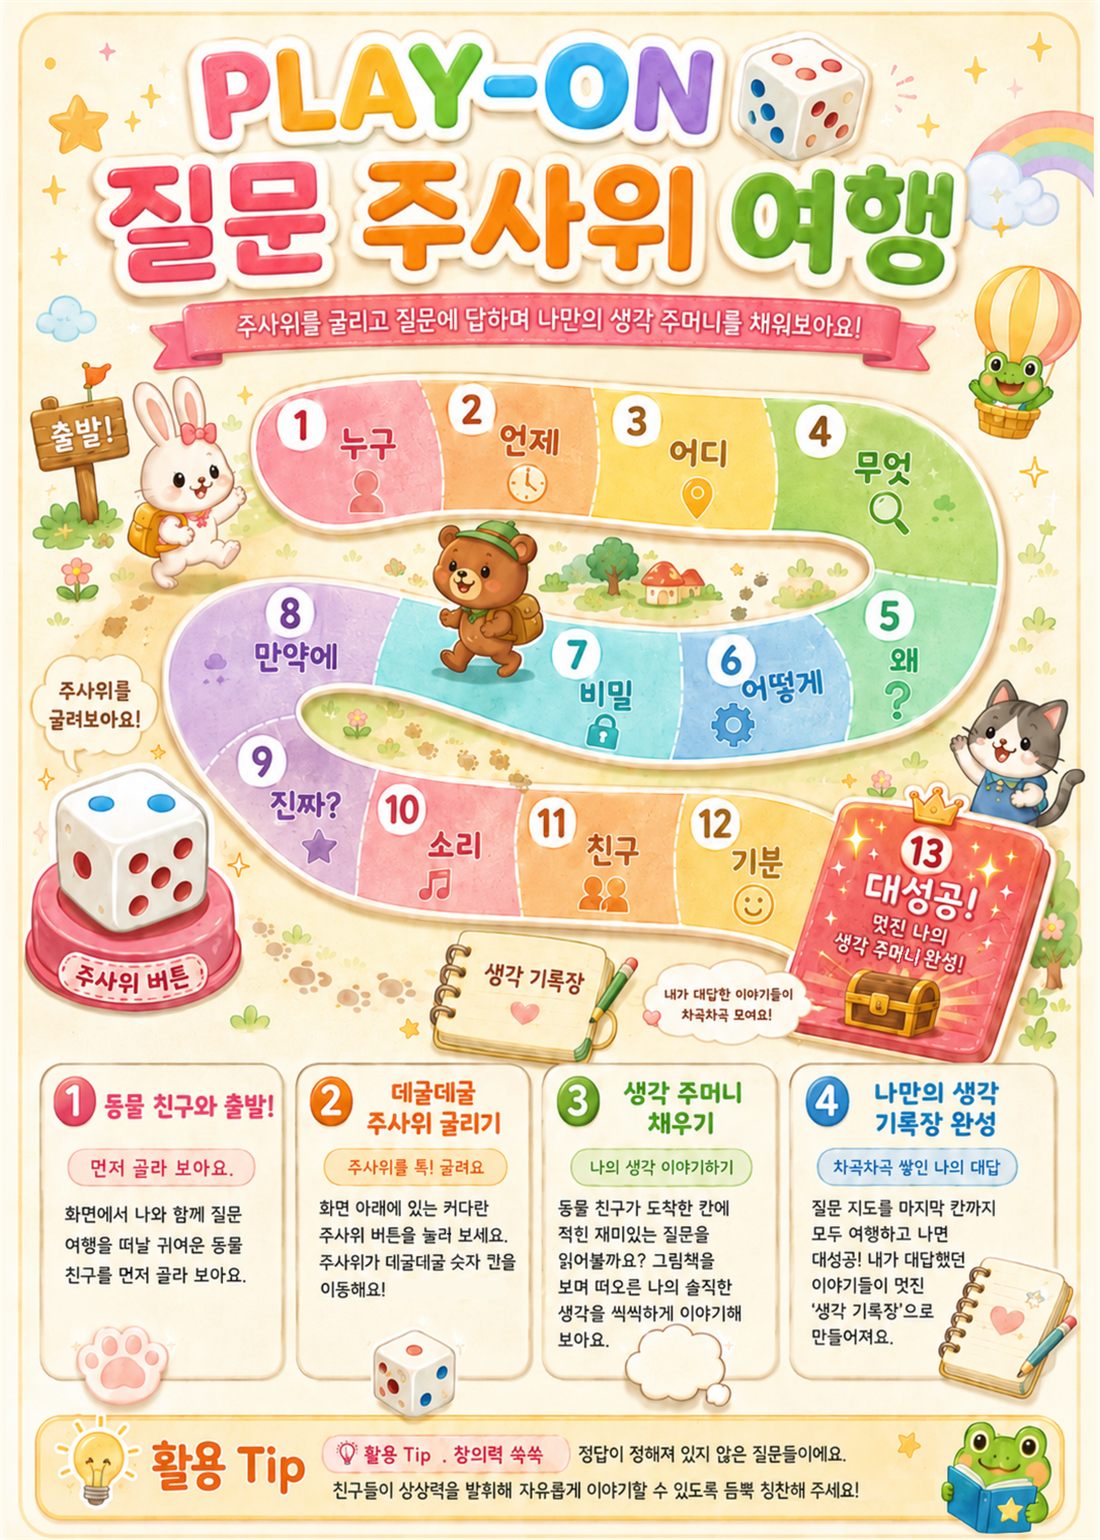 PLAY-ON
질문 주사위 여행
주사위를 굴리고 질문에 답하며 나만의 생각 주머니를 채워보아요!
출발!
1
누구
2
언제
3
어디
4
무엇
5
왜
?
6
어떻게
7
비밀
8
만약에
9
진짜?
10
소리
11
친구
12
기분
13
대성공!
멋진 나의
생각 주머니 완성!
주사위를
굴려보아요!
주사위 버튼
생각 기록장
내가 대답한 이야기들이
차곡차곡 모여요!
1 동물 친구와 출발!
먼저 골라 보아요.
화면에서 나와 함께 질문
여행을 떠날 귀여운 동물
친구를 먼저 골라 보아요.
2 데굴데굴
주사위 굴리기
주사위를 톡! 굴려요
화면 아래에 있는 커다란
주사위 버튼을 눌러 보세요.
주사위가 데굴데굴 숫자 만을
이동해요!
3 생각 주머니
채우기
나의 생각 이야기하기
동물 친구가 도착한 칸에
적힌 재미있는 질문을
읽어볼까요? 그림책을
보며 떠오른 나의 솔직한
생각을 씩씩하게 이야기해
보아요.
4 나만의 생각
기록장 완성
차곡차곡 쌓인 나의 대답
질문 지도를 마지막 칸까지
모두 여행하고 나면
대성공! 내가 대답했던
이야기들이 멋진
'생각 기록장'으로
만들어져요.
활용 Tip
활용 Tip . 창의력 쑥쑥 정답이 정해져 있지 않은 질문들이에요.
친구들이 상상력을 발휘해 자유롭게 이야기할 수 있도록 듬뿍 칭찬해 주세요!